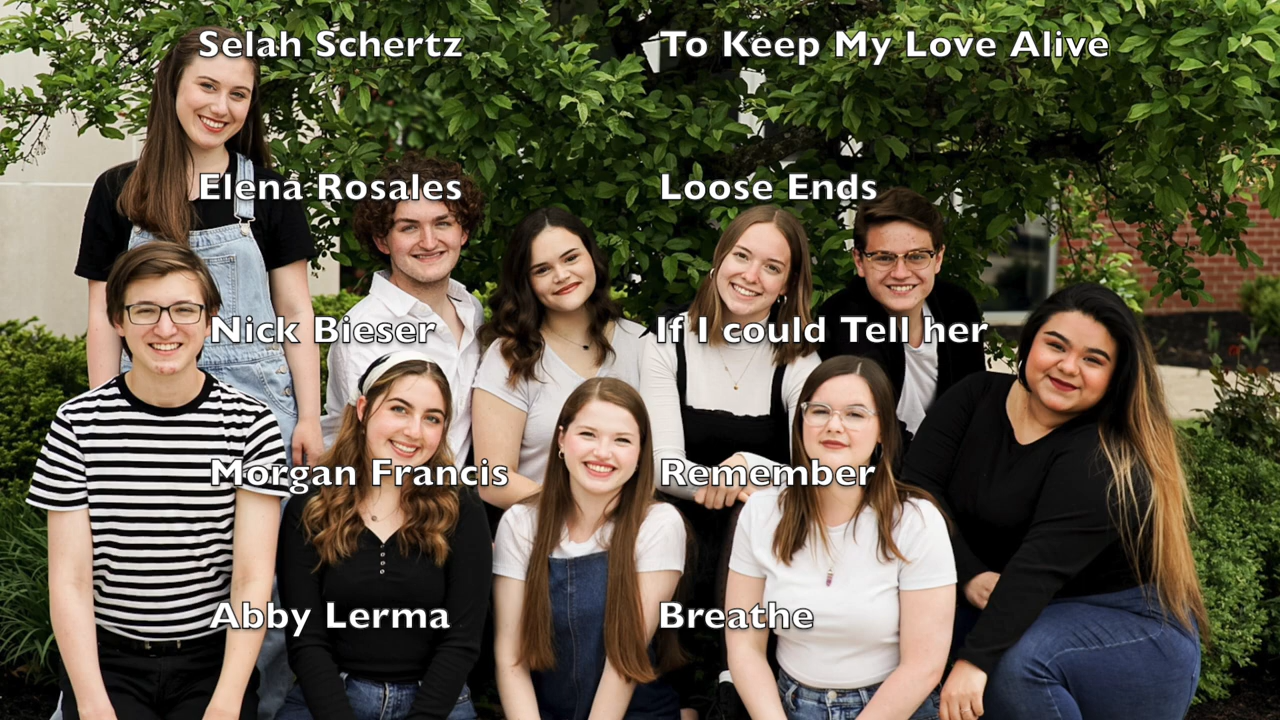 Selah Schertz To Keep My Love Alive
Elena Rosales Loose Ends
Nick Bieser If I could Tell her
Morgan Francis Remember
Abby Lerma Breathe